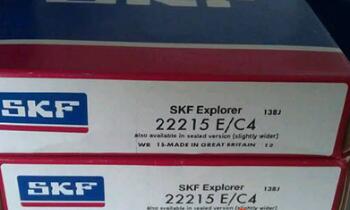 SKF
SKF
SKF Explorer 138J
22215 E/C4
also available in sealed version (slightly wider)
WR 15-MADE IN GREAT BRITAIN 12
SKF
SKF Explorer 138J
22215 E/C4